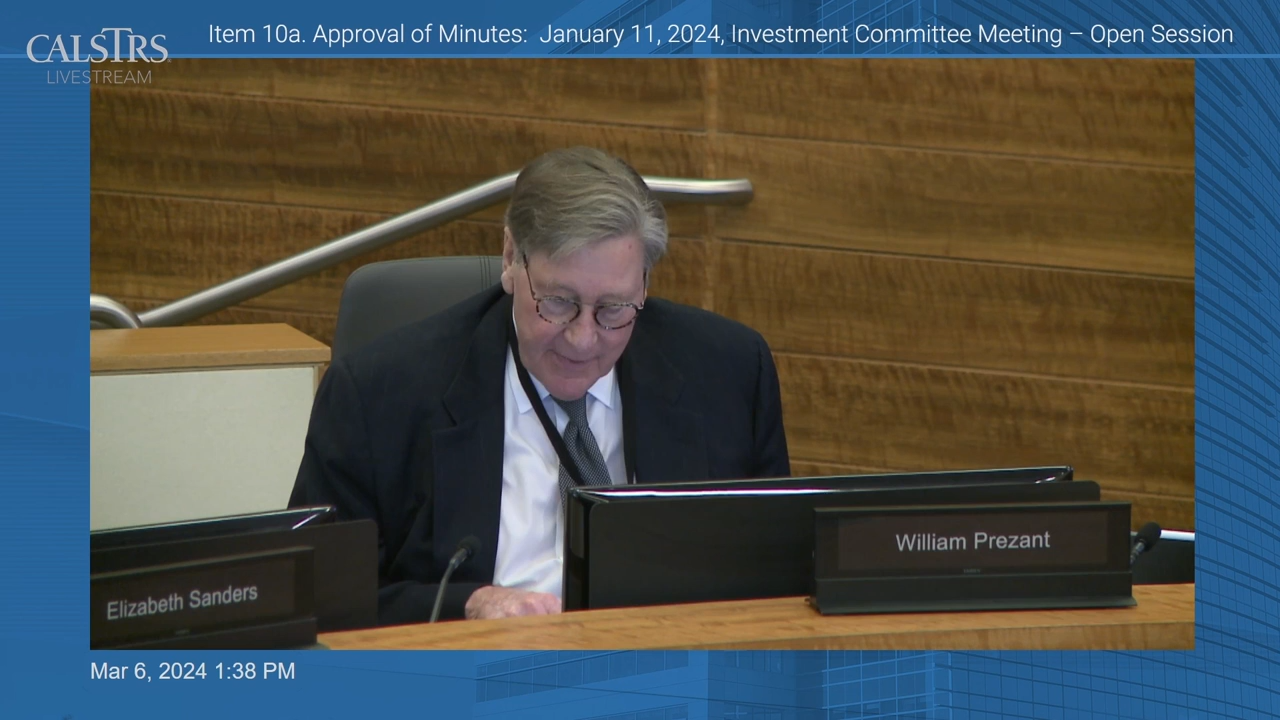 Item 10a. Approval of Minutes:  January 11, 2024, Investment Committee Meeting – Open Session
CALSTRS
LIVESTREAM
William Prezant
Elizabeth Sanders
Mar 6, 2024 1:38 PM